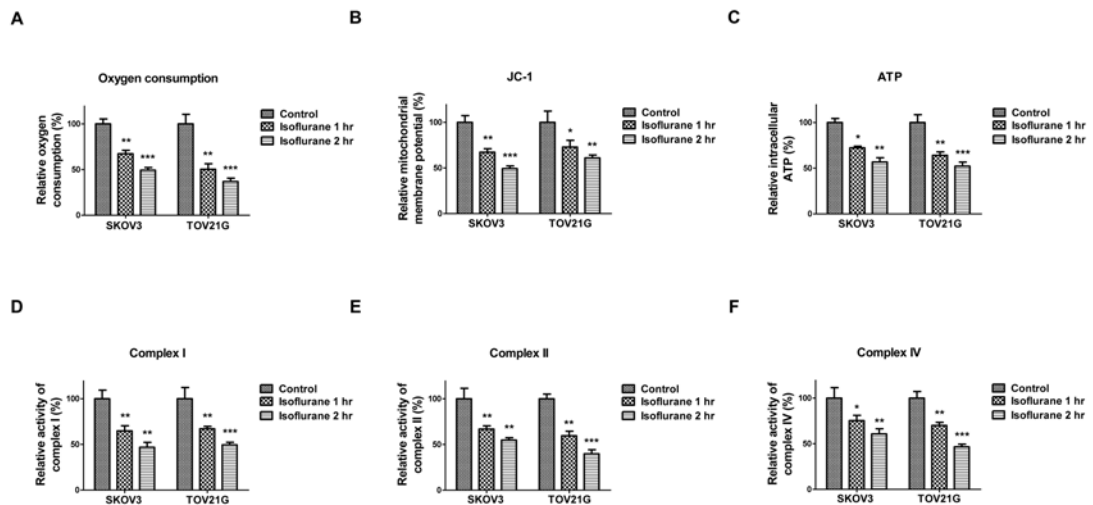 A
Oxygen consumption
Relative oxygen
consumption (%)
100
50
0
** *** ** ***
SKOV3 TOV21G
Control
Isoflurane 1 hr
Isoflurane 2 hr
B
JC-1
Relative mitochondrial
membrane potential (%)
100
50
0
** *** * **
SKOV3 TOV21G
Control
Isoflurane 1 hr
Isoflurane 2 hr
C
ATP
Relative intracellular
ATP (%)
100
50
0
* ** ** ***
SKOV3 TOV21G
Control
Isoflurane 1 hr
Isoflurane 2 hr
D
Complex I
Relative activity of
complex I (%)
100
50
0
** ** ** ***
SKOV3 TOV21G
Control
Isoflurane 1 hr
Isoflurane 2 hr
E
Complex II
Relative activity of
complex II (%)
100
50
0
** ** ** ***
SKOV3 TOV21G
Control
Isoflurane 1 hr
Isoflurane 2 hr
F
Complex IV
Relative activity of
complex IV (%)
100
50
0
* ** ** ***
SKOV3 TOV21G
Control
Isoflurane 1 hr
Isoflurane 2 hr